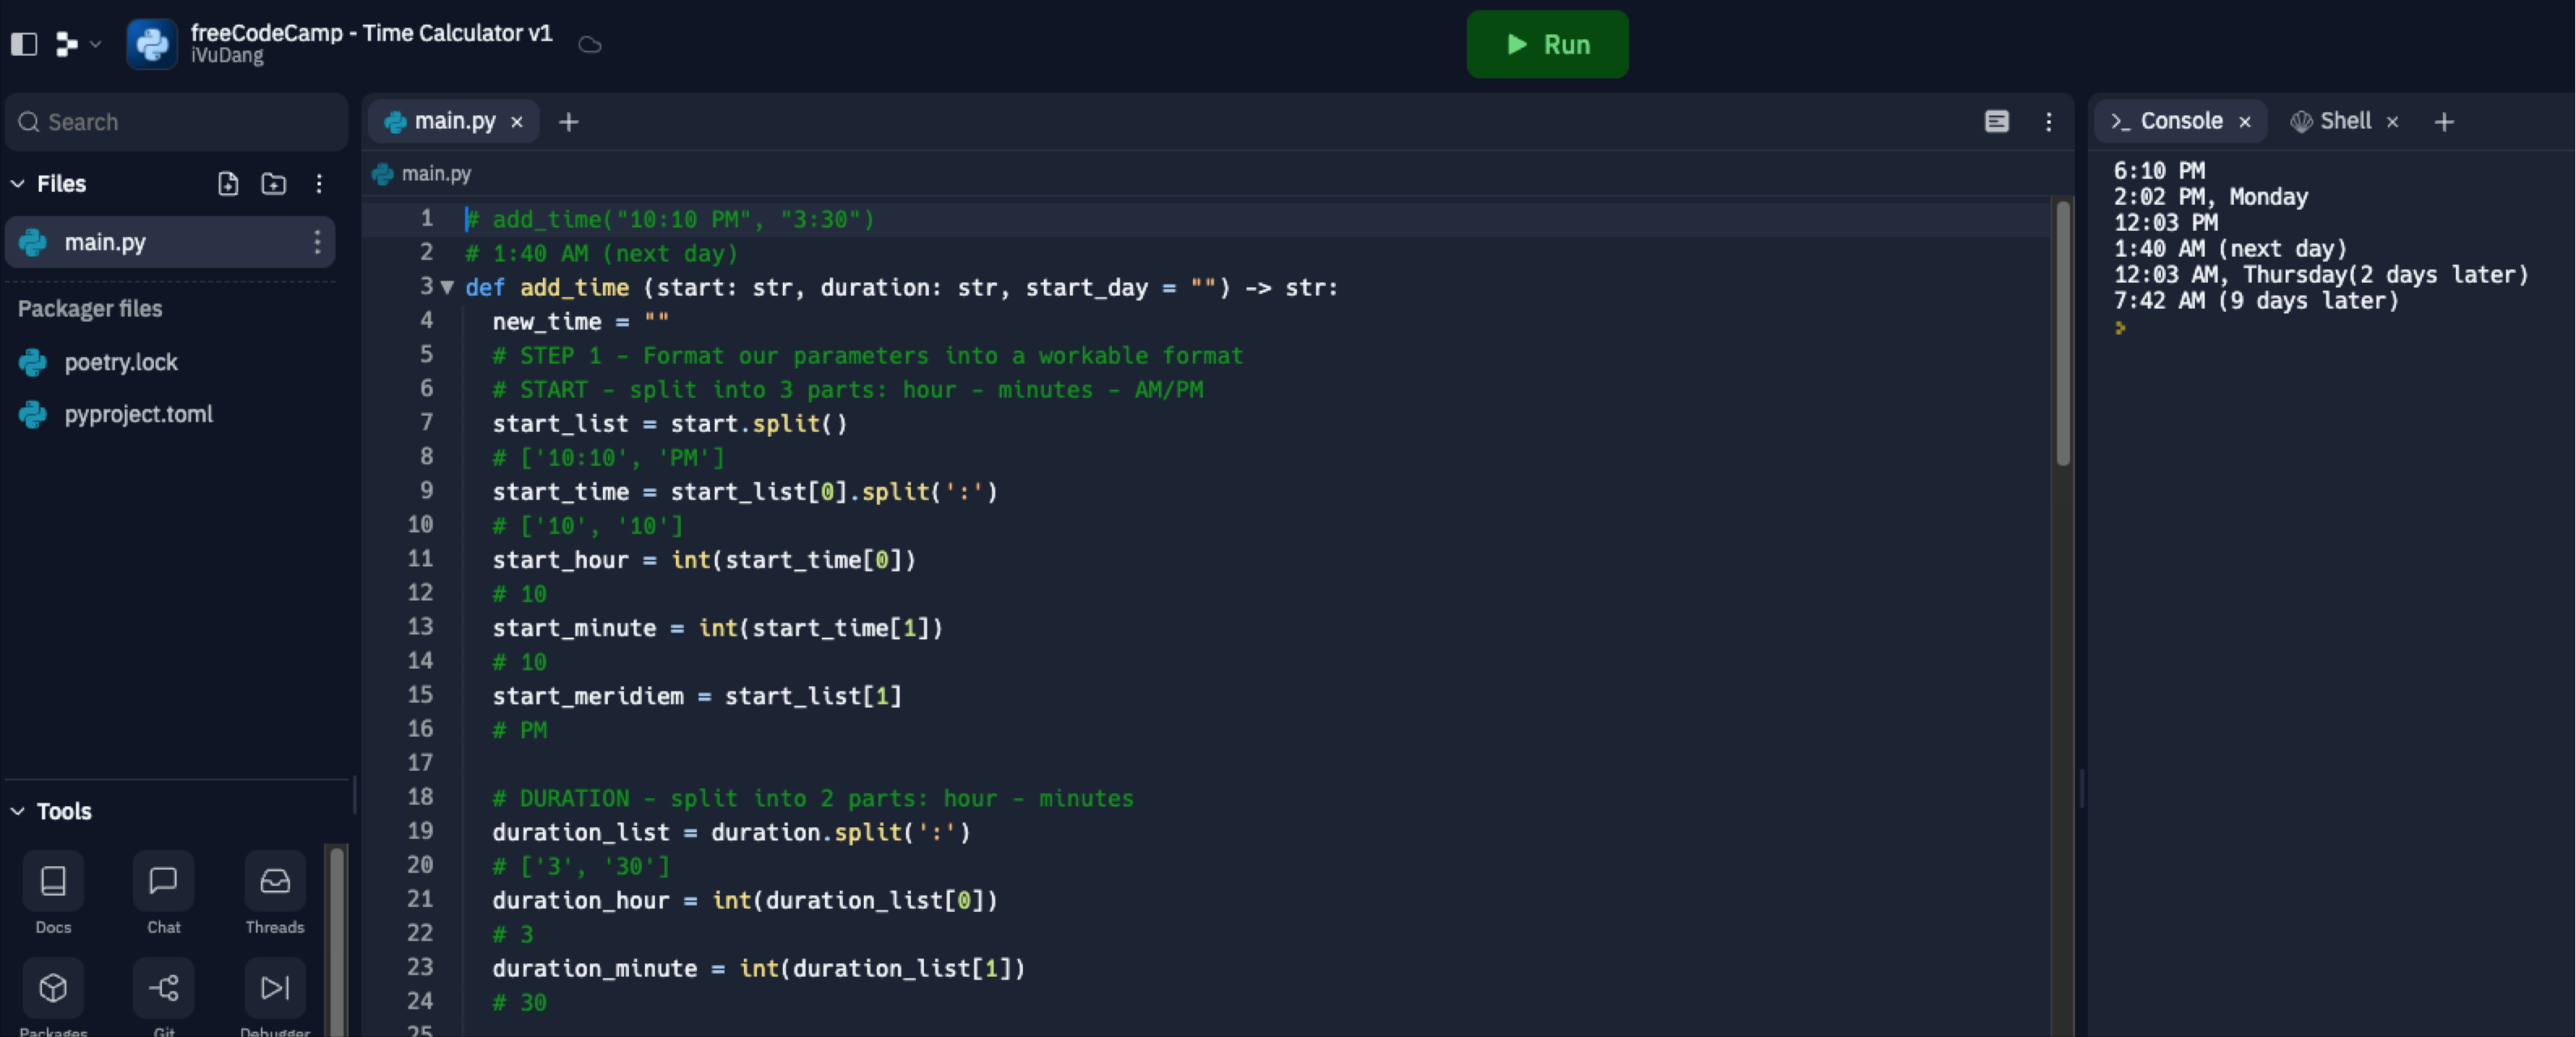 freeCodeCamp - Time Calculator v1
iVuDang
Run
Search
Files
main.py
Packager files
poetry.lock
pyproject.toml
Tools
Docs Chat Threads
Packages Git Debugger
main.py × +
main.py
1 # add_time("10:10 PM", "3:30")
2 # 1:40 AM (next day)
3 def add_time (start: str, duration: str, start_day = "") -> str:
4 new_time = ""
5 # STEP 1 - Format our parameters into a workable format
6 # START - split into 3 parts: hour - minutes - AM/PM
7 start_list = start.split()
8 # ['10:10', 'PM']
9 start_time = start_list[0].split(':')
10 # ['10', '10']
11 start_hour = int(start_time[0])
12 # 10
13 start_minute = int(start_time[1])
14 # 10
15 start_meridiem = start_list[1]
16 # PM
17
18 # DURATION - split into 2 parts: hour - minutes
19 duration_list = duration.split(':')
20 # ['3', '30']
21 duration_hour = int(duration_list[0])
22 # 3
23 duration_minute = int(duration_list[1])
24 # 30
25
>_ Console × Shell × +
6:10 PM
2:02 PM, Monday
12:03 PM
1:40 AM (next day)
12:03 AM, Thursday(2 days later)
7:42 AM (9 days later)